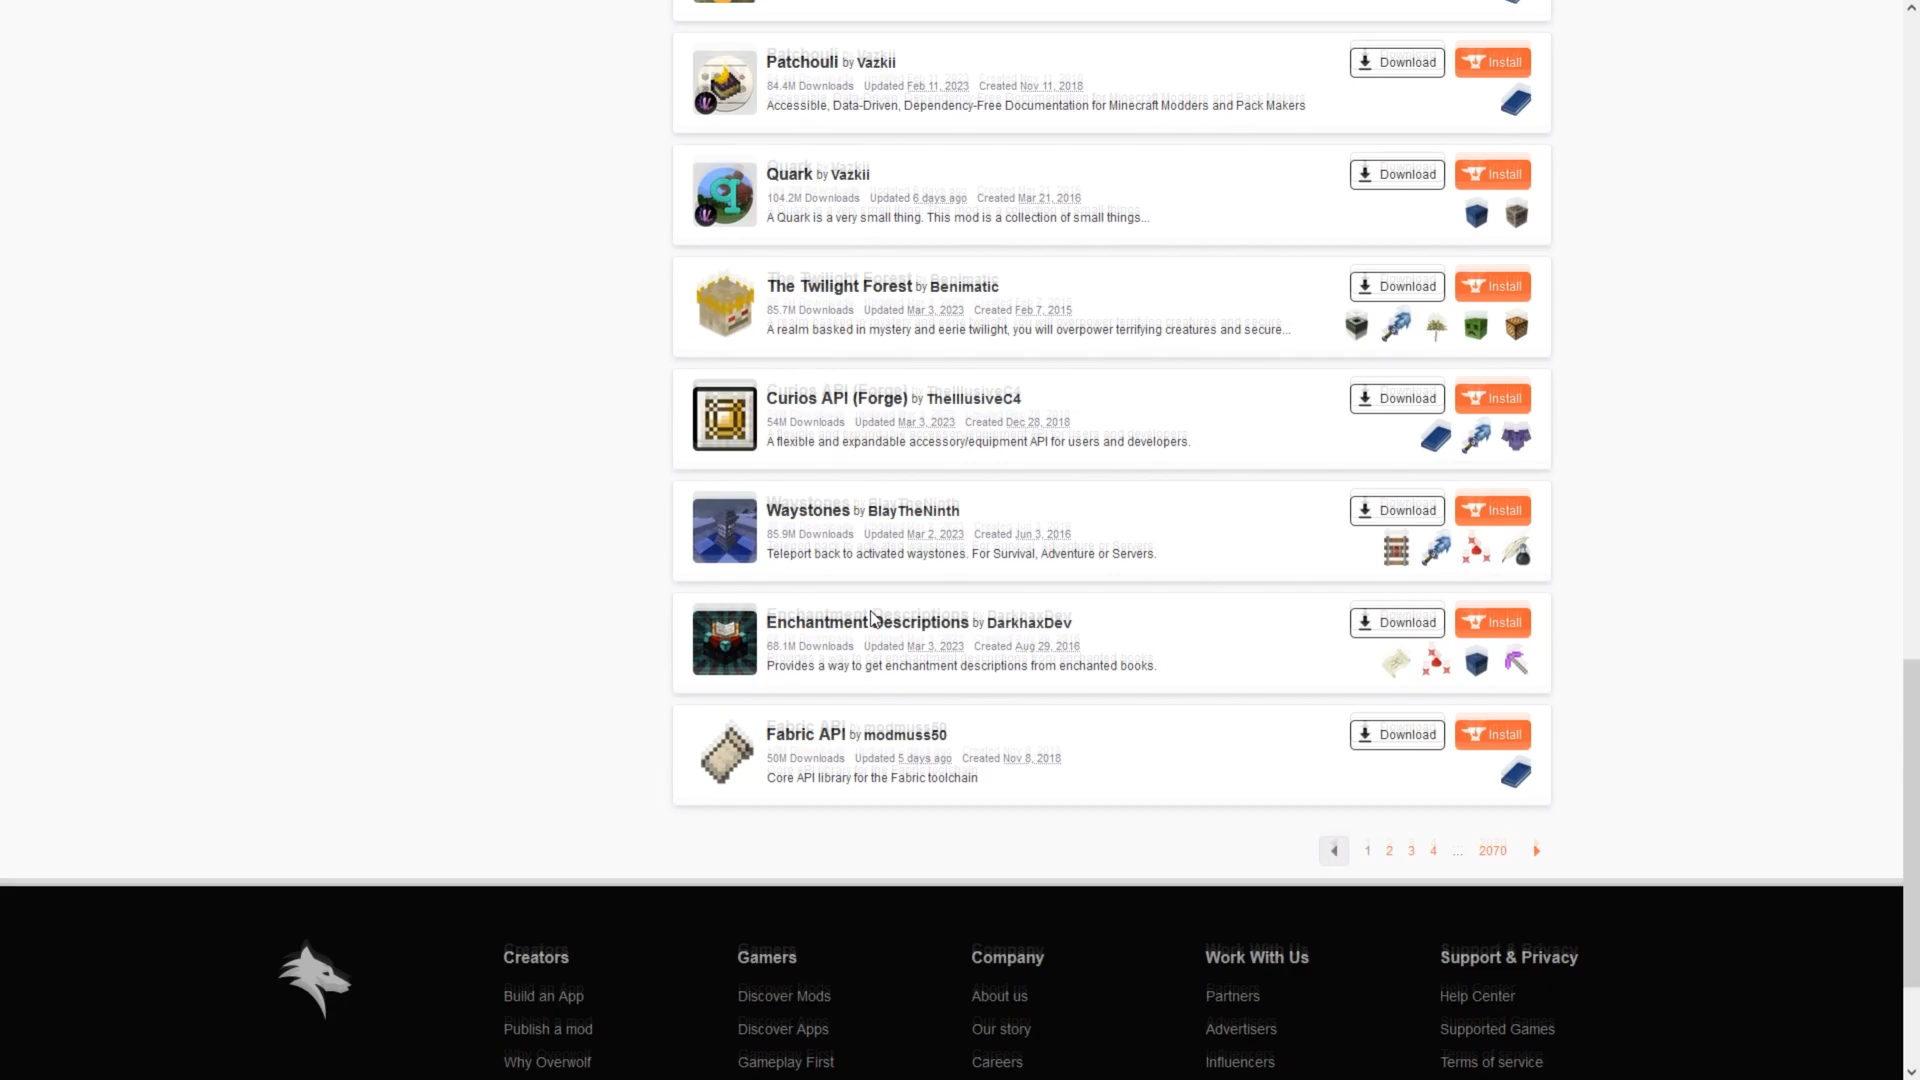 Patchouli by Vazkii
Download
Install
84.4M Downloads Updated Feb 11, 2023 Created Nov 11, 2018
Accessible, Data-Driven, Dependency-Free Documentation for Minecraft Modders and Pack Makers
Quark by Vazkii
Download
Install
104.2M Downloads Updated 6 days ago Created Mar 21, 2016
A Quark is a very small thing. This mod is a collection of small things...
The Twilight Forest by Benimatic
Download
Install
85.7M Downloads Updated Mar 3, 2023 Created Feb 7, 2015
A realm basked in mystery and eerie twilight, you will overpower terrifying creatures and secure...
Curios API (Forge) by TheIllusiveC4
Download
Install
54M Downloads Updated Mar 3, 2023 Created Dec 28, 2018
A flexible and expandable accessory/equipment API for users and developers.
Waystones by BlayTheNinth
Download
Install
85.9M Downloads Updated Mar 2, 2023 Created Jun 3, 2016
Teleport back to activated waystones. For Survival, Adventure or Servers.
Enchantment Descriptions by DarkhaxDev
Download
Install
68.1M Downloads Updated Mar 3, 2023 Created Aug 29, 2016
Provides a way to get enchantment descriptions from enchanted books.
Fabric API by modmuss50
Download
Install
50M Downloads Updated 5 days ago Created Nov 8, 2018
Core API library for the Fabric toolchain
1 2 3 4 ... 2070
Creators
Build an App
Publish a mod
Why Overwolf
Gamers
Discover Mods
Discover Apps
Gameplay First
Company
About us
Our story
Careers
Work With Us
Partners
Advertisers
Influencers
Support & Privacy
Help Center
Supported Games
Terms of service